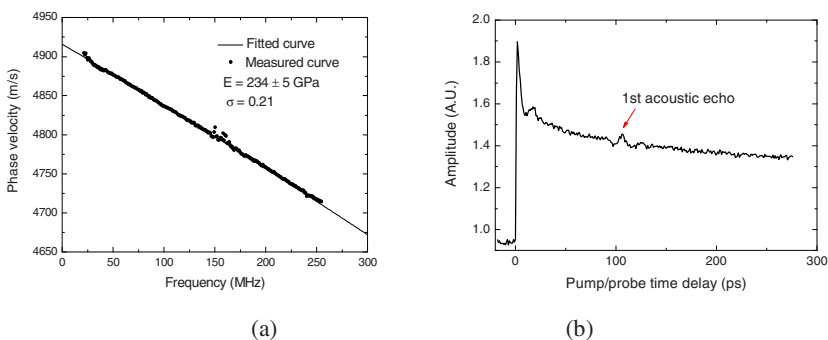 4950
4900
4850
4800
4750
4700
4650
0
50
100
150
200
250
300
Phase velocity (m/s)
Frequency (MHz)
Fitted curve
Measured curve
E = 234 ± 5 GPa
σ = 0.21
(a)
2.0
1.8
1.6
1.4
1.2
1.0
0
100
200
300
Amplitude (A.U.)
Pump/probe time delay (ps)
1st acoustic echo
(b)